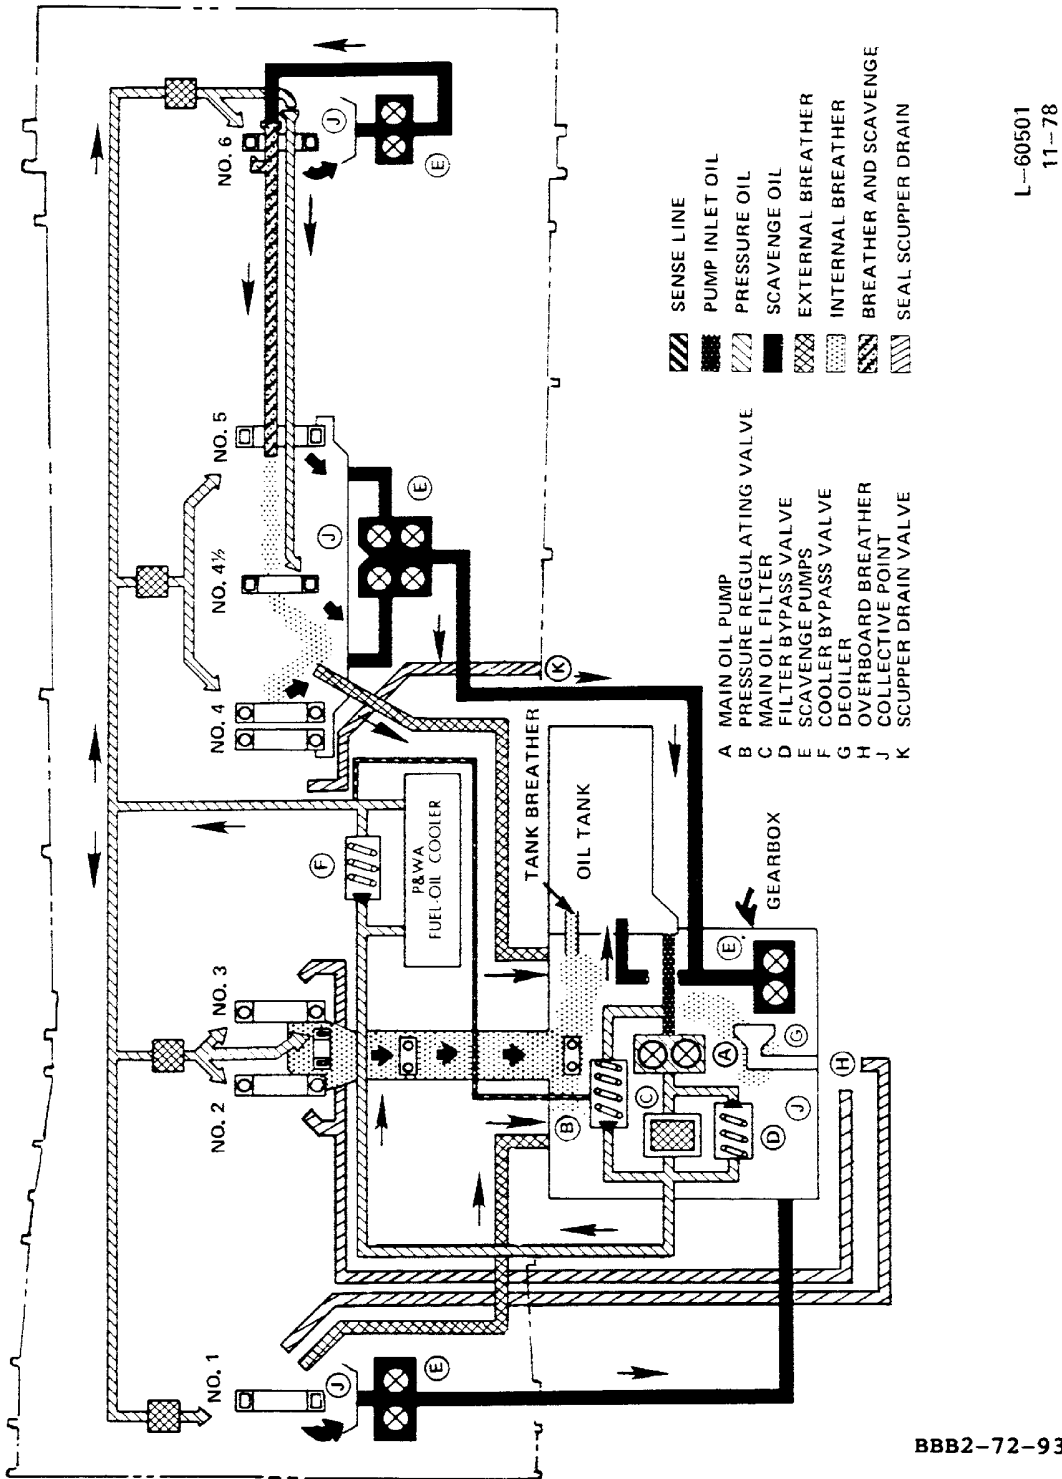 NO. 1
NO. 2
NO. 3
NO. 4
NO. 4½
NO. 5
NO. 6
J
E
B
C
D
J
A
G
H
E
F
P&WA
FUEL-OIL COOLER
TANK BREATHER
OIL TANK
GEARBOX
K
J
E
J
E
A MAIN OIL PUMP
B PRESSURE REGULATING VALVE
C MAIN OIL FILTER
D FILTER BYPASS VALVE
E SCAVENGE PUMPS
F COOLER BYPASS VALVE
G DEOILER
H OVERBOARD BREATHER
J COLLECTIVE POINT
K SCUPPER DRAIN VALVE
SENSE LINE
PUMP INLET OIL
PRESSURE OIL
SCAVENGE OIL
EXTERNAL BREATHER
INTERNAL BREATHER
BREATHER AND SCAVENGE
SEAL SCUPPER DRAIN
L-60501
11-78
BBB2-72-93